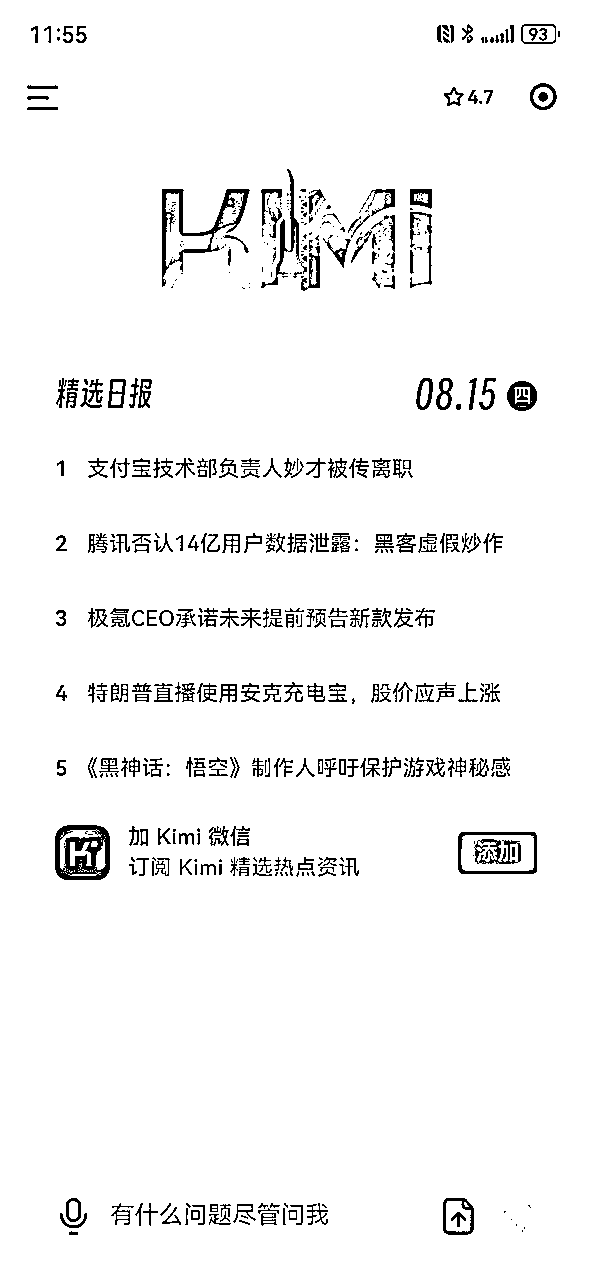 11:55
93
4.7
KIMI
精选日报
08.15 四
1 支付宝技术部负责人妙才被传离职
2 腾讯否认14亿用户数据泄露：黑客虚假炒作
3 极氪CEO承诺未来提前预告新款发布
4 特朗普直播使用安克充电宝，股价应声上涨
5 《黑神话：悟空》制作人呼吁保护游戏神秘感
K
加 Kimi 微信
订阅 Kimi 精选热点资讯
添加
有什么问题尽管问我